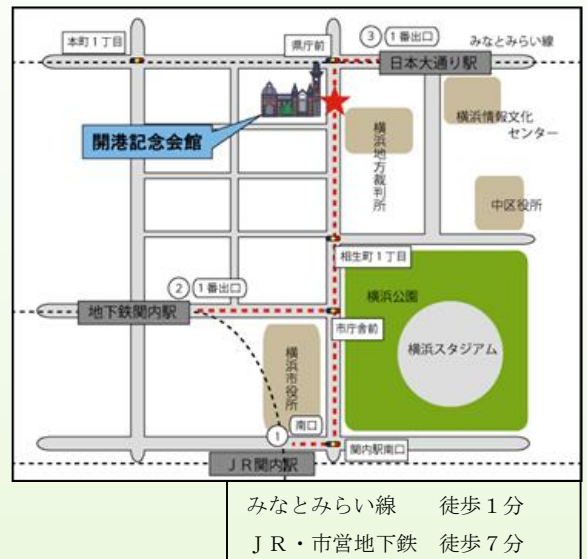 本町1丁目
県庁前
③ 1番出口
みなとみらい線
日本大通り駅
開港記念会館
横浜地方裁判所
横浜情報文化
センター
中区役所
相生町1丁目
② 1番出口
地下鉄関内駅
横浜公園
市庁舎前
横浜スタジアム
横浜市役所
① 南口
関内駅南口
JR関内駅
みなとみらい線　徒歩1分
JR・市営地下鉄　徒歩7分